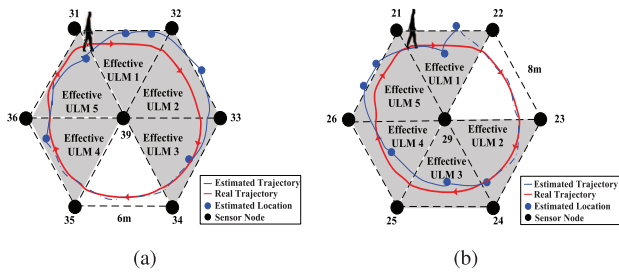 31
32
Effective
ULM 1
Effective
ULM 5
Effective
ULM 2
36
39
33
Effective
ULM 4
Effective
ULM 3
35
6m
34
Estimated Trajectory
Real Trajectory
Estimated Location
Sensor Node
(a)
21
22
Effective
ULM 1
8m
Effective
ULM 5
26
29
23
Effective
ULM 4
Effective
ULM 2
Effective
ULM 3
25
24
Estimated Trajectory
Real Trajectory
Estimated Location
Sensor Node
(b)